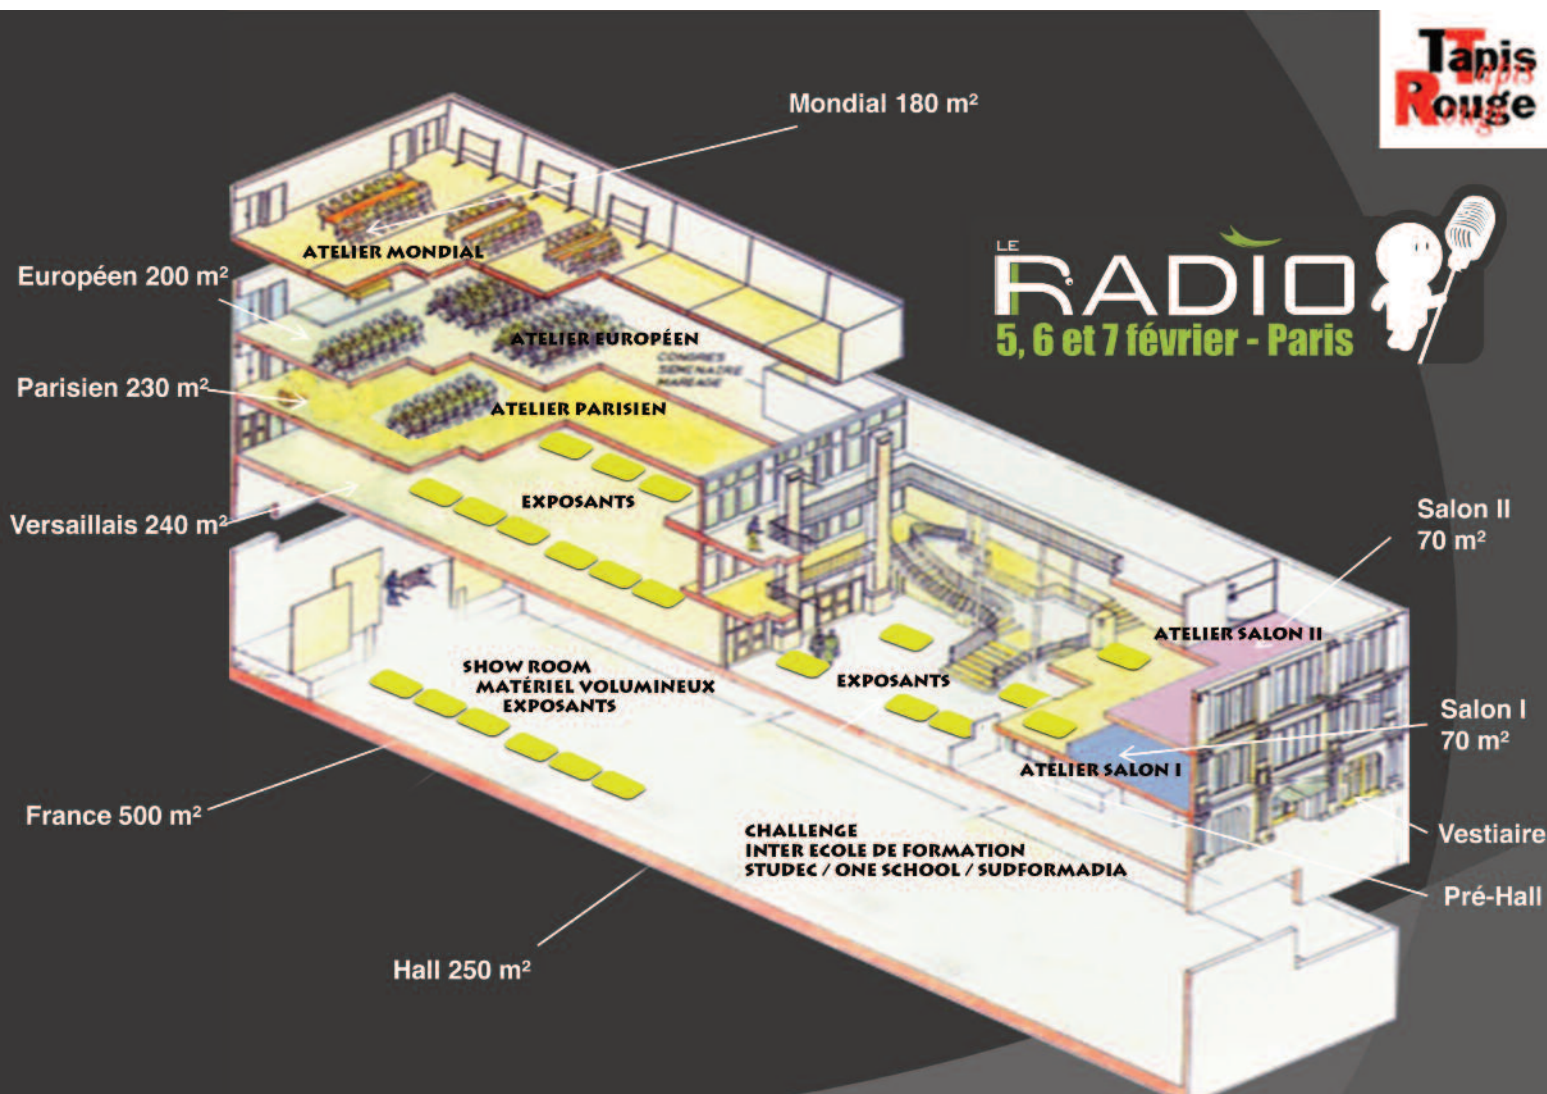 Tapis
Rouge
Mondial 180 m²
LE
RADIO
5, 6 et 7 février - Paris
ATELIER MONDIAL
Européen 200 m²
ATELIER EUROPÉEN
CONGRES
SEMENAIRE
MARIAGE
Parisien 230 m²
ATELIER PARISIEN
EXPOSANTS
Versaillais 240 m²
Salon II
70 m²
ATELIER SALON II
SHOW ROOM
MATÉRIEL VOLUMINEUX
EXPOSANTS
EXPOSANTS
Salon I
70 m²
ATELIER SALON I
France 500 m²
CHALLENGE
INTER ECOLE DE FORMATION
STUDEC / ONE SCHOOL / SUDFORMADIA
Vestiaire
Pré-Hall
Hall 250 m²